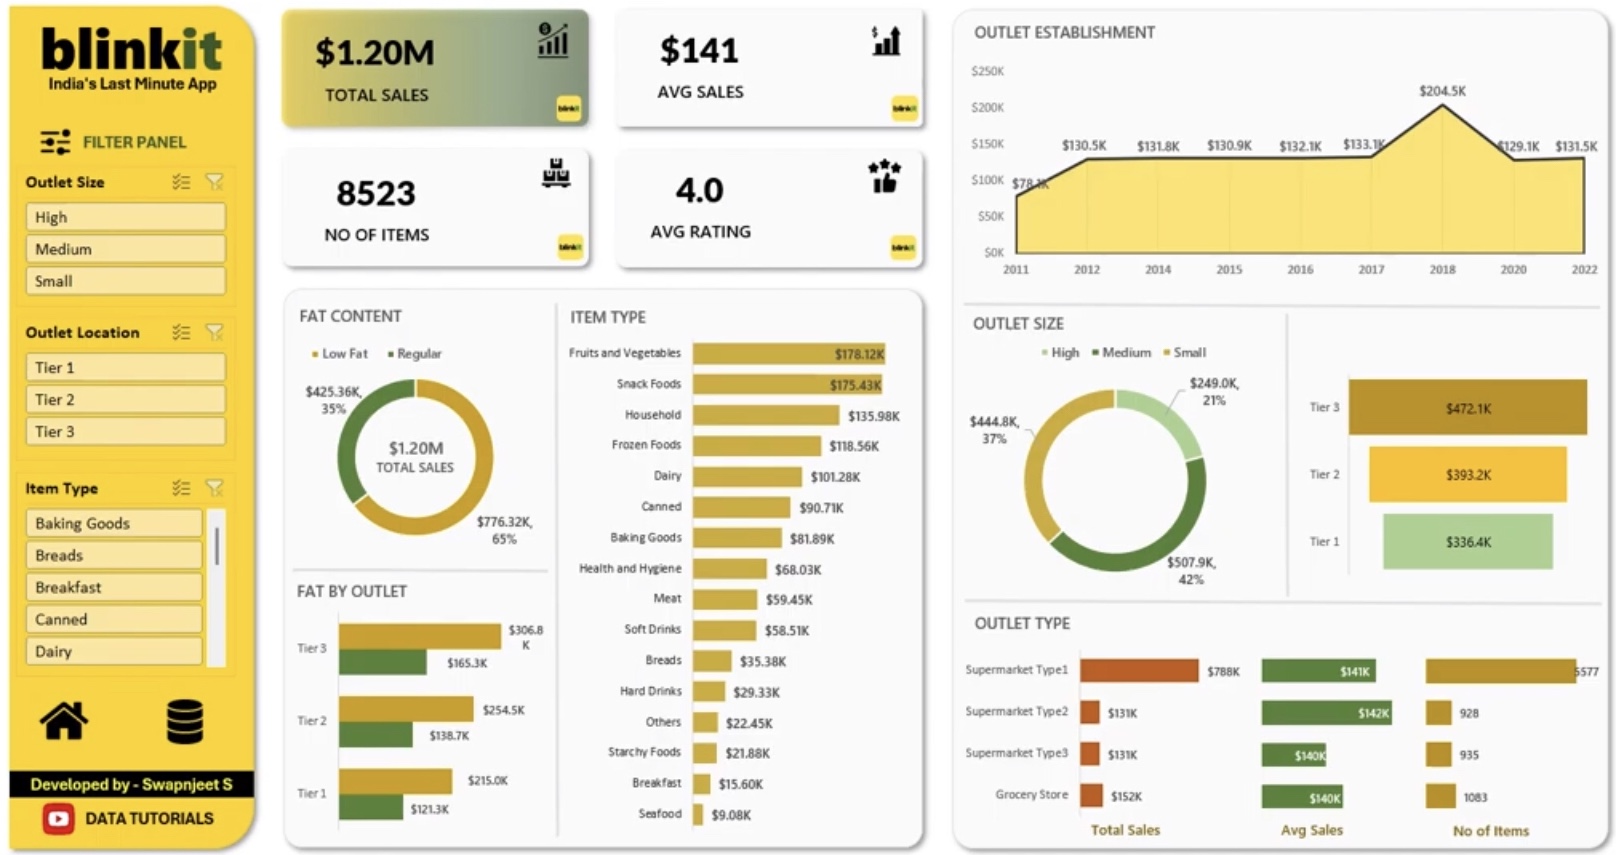 blinkit
India's Last Minute App
FILTER PANEL
Outlet Size
High
Medium
Small
Outlet Location
Tier 1
Tier 2
Tier 3
Item Type
Baking Goods
Breads
Breakfast
Canned
Dairy
Developed by - Swapnjeet S
DATA TUTORIALS
$1.20M
TOTAL SALES
blinkit
$141
AVG SALES
blinkit
8523
NO OF ITEMS
blinkit
4.0
AVG RATING
blinkit
FAT CONTENT
Low Fat Regular
$425.36K,
35%
$1.20M
TOTAL SALES
$776.32K,
65%
FAT BY OUTLET
Tier 3 $306.8
K
$165.3K
Tier 2 $254.5K
$138.7K
Tier 1 $215.0K
$121.3K
ITEM TYPE
Fruits and Vegetables $178.12K
Snack Foods $175.43K
Household $135.98K
Frozen Foods $118.56K
Dairy $101.28K
Canned $90.71K
Baking Goods $81.89K
Health and Hygiene $68.03K
Meat $59.45K
Soft Drinks $58.51K
Breads $35.38K
Hard Drinks $29.33K
Others $22.45K
Starchy Foods $21.88K
Breakfast $15.60K
Seafood $9.08K
OUTLET ESTABLISHMENT
$250K
$200K
$150K
$100K
$50K
$0K
$78.1K $130.5K $131.8K $130.9K $132.1K $133.1K $204.5K $129.1K $131.5K
2011 2012 2014 2015 2016 2017 2018 2020 2022
OUTLET SIZE
High Medium Small
$249.0K,
21%
$444.8K,
37%
$507.9K,
42%
Tier 3 $472.1K
Tier 2 $393.2K
Tier 1 $336.4K
OUTLET TYPE
Supermarket Type1 $788K $141K 5577
Supermarket Type2 $131K $142K 928
Supermarket Type3 $131K $140K 935
Grocery Store $152K $140K 1083
Total Sales Avg Sales No of Items